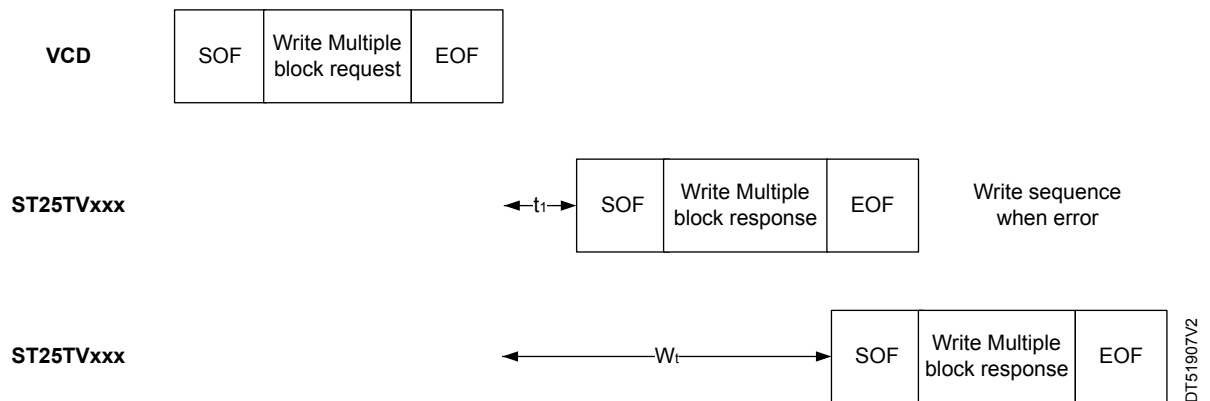 VCD
SOF
Write Multiple
block request
EOF
ST25TVxxx
t1
SOF
Write Multiple
block response
EOF
Write sequence
when error
ST25TVxxx
Wt
SOF
Write Multiple
block response
EOF
DT51907V2